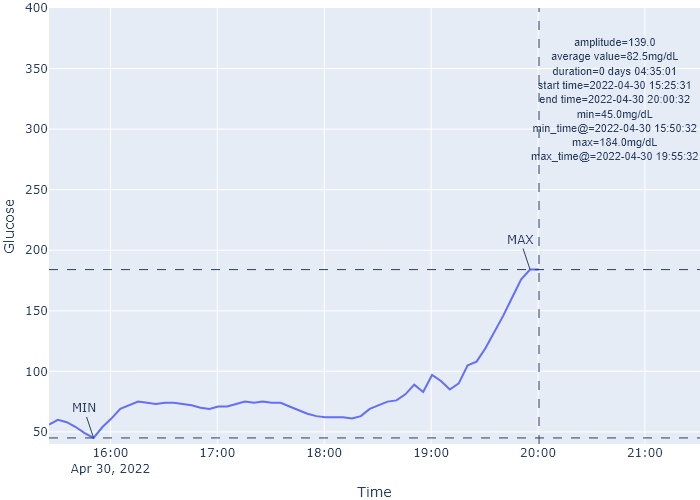 400
350
300
250
200
150
100
50
Glucose
amplitude=139.0
average value=82.5mg/dL
duration=0 days 04:35:01
start time=2022-04-30 15:25:31
end time=2022-04-30 20:00:32
min=45.0mg/dL
min_time@=2022-04-30 15:50:32
max=184.0mg/dL
max_time@=2022-04-30 19:55:32
MAX
MIN
16:00 17:00 18:00 19:00 20:00 21:00
Apr 30, 2022
Time